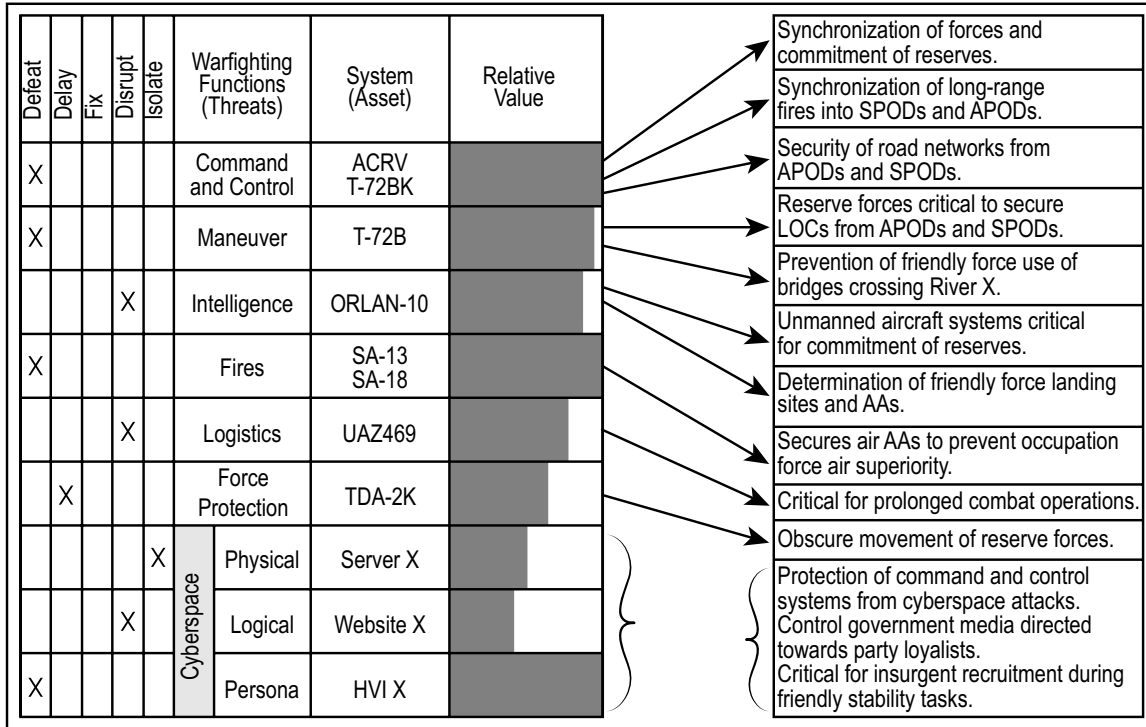 Defeat
Delay
Fix
Disrupt
Isolate
Warfighting
Functions
(Threats)
System
(Asset)
Relative
Value
X
Command
and Control
ACRV
T-72BK
X
Maneuver
T-72B
X
Intelligence
ORLAN-10
X
Fires
SA-13
SA-18
X
Logistics
UAZ469
X
Force
Protection
TDA-2K
Cyberspace
X
Physical
Server X
X
Logical
Website X
X
Persona
HVI X
Synchronization of forces and
commitment of reserves.
Synchronization of long-range
fires into SPODs and APODs.
Security of road networks from
APODs and SPODs.
Reserve forces critical to secure
LOCs from APODs and SPODs.
Prevention of friendly force use of
bridges crossing River X.
Unmanned aircraft systems critical
for commitment of reserves.
Determination of friendly force landing
sites and AAs.
Secures air AAs to prevent occupation
force air superiority.
Critical for prolonged combat operations.
Obscure movement of reserve forces.
Protection of command and control
systems from cyberspace attacks.
Control government media directed
towards party loyalists.
Critical for insurgent recruitment during
friendly stability tasks.